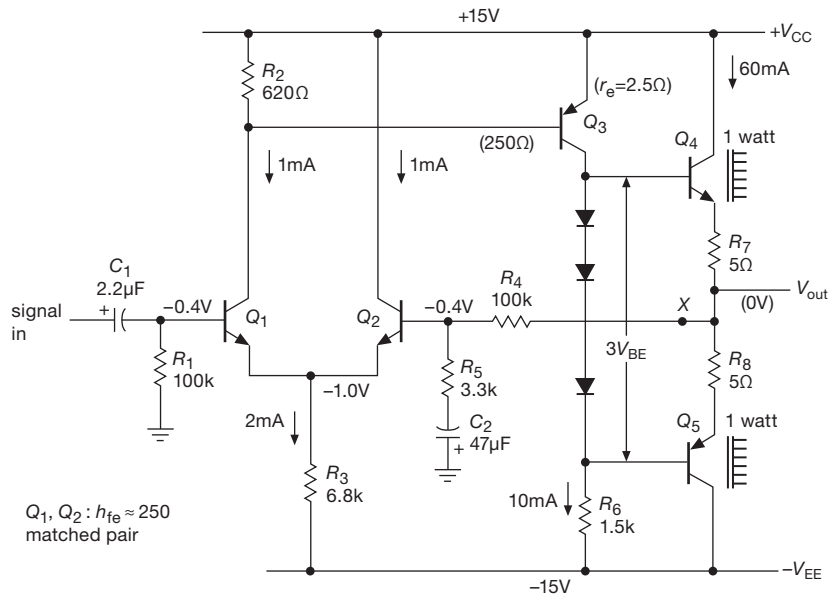 +15V
+VCC
R2
620Ω
(re=2.5Ω)
60mA
Q3
(250Ω)
Q4
1 watt
1mA
1mA
R7
5Ω
C1
2.2µF
+
–0.4V
R4
100k
–0.4V
signal
in
Q1
Q2
X
Vout
(0V)
R1
100k
R5
3.3k
3VBE
R8
5Ω
–1.0V
2mA
C2
47µF
+
Q5
1 watt
R3
6.8k
10mA
R6
1.5k
Q1, Q2 : hfe ≈ 250
matched pair
–15V
–VEE